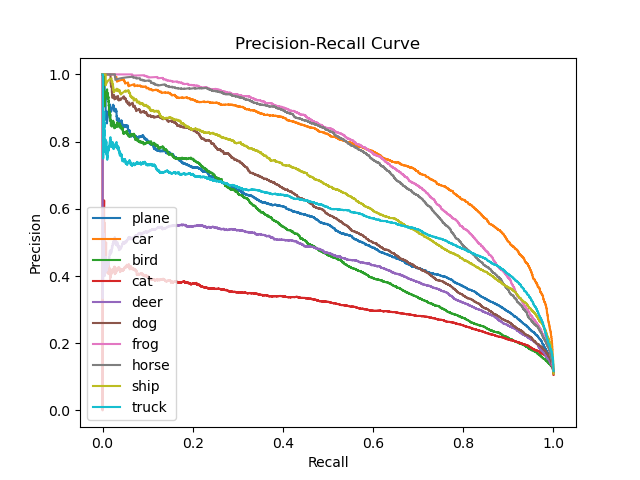 Precision-Recall Curve
Precision
1.0
0.8
0.6
0.4
0.2
0.0
plane
car
bird
cat
deer
dog
frog
horse
ship
truck
0.0 0.2 0.4 0.6 0.8 1.0
Recall